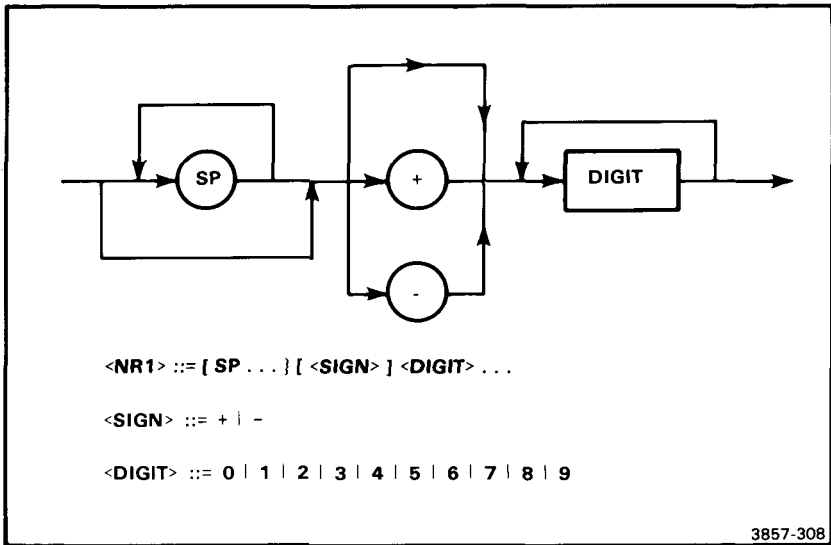 SP
+
DIGIT
-
<NR1> ::= [ SP . . . ] [ <SIGN> ] <DIGIT> . . .
<SIGN> ::= + | -
<DIGIT> ::= 0 | 1 | 2 | 3 | 4 | 5 | 6 | 7 | 8 | 9
3857-308